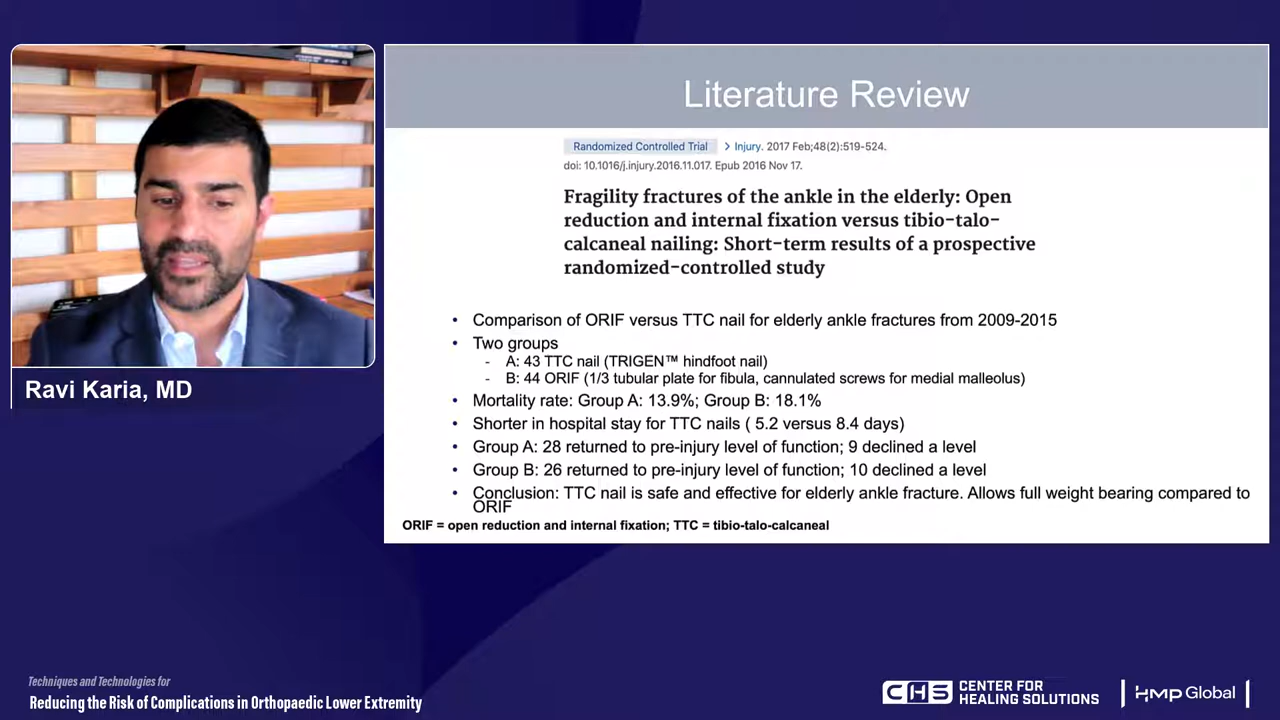 Ravi Karia, MD
Literature Review
Randomized Controlled Trial > Injury. 2017 Feb;48(2):519-524.
doi: 10.1016/j.injury.2016.11.017. Epub 2016 Nov 17.
Fragility fractures of the ankle in the elderly: Open
reduction and internal fixation versus tibio-talo-
calcaneal nailing: Short-term results of a prospective
randomized-controlled study
• Comparison of ORIF versus TTC nail for elderly ankle fractures from 2009-2015
• Two groups
- A: 43 TTC nail (TRIGEN™ hindfoot nail)
- B: 44 ORIF (1/3 tubular plate for fibula, cannulated screws for medial malleolus)
• Mortality rate: Group A: 13.9%; Group B: 18.1%
• Shorter in hospital stay for TTC nails ( 5.2 versus 8.4 days)
• Group A: 28 returned to pre-injury level of function; 9 declined a level
• Group B: 26 returned to pre-injury level of function; 10 declined a level
• Conclusion: TTC nail is safe and effective for elderly ankle fracture. Allows full weight bearing compared to
ORIF
ORIF = open reduction and internal fixation; TTC = tibio-talo-calcaneal
Techniques and Technologies for
Reducing the Risk of Complications in Orthopaedic Lower Extremity
CHS CENTER FOR
HEALING SOLUTIONS
HMP Global